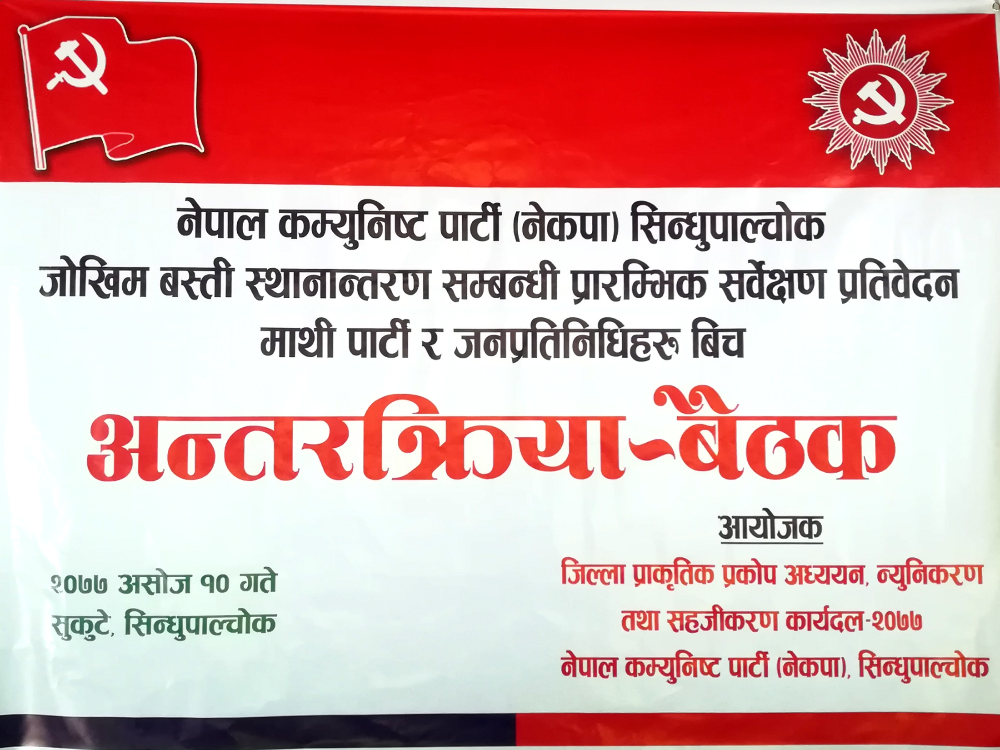 नेपाल कम्युनिष्ट पार्टी (नेकपा) सिन्धुपाल्चोक
जोखिम बस्ती स्थानान्तरण सम्बन्धी प्रारम्भिक सर्वेक्षण प्रतिवेदन
माथी पार्टी र जनप्रतिनिधिहरु बिच
अन्तरक्रिया-बैठक
आयोजक
जिल्ला प्राकृतिक प्रकोप अध्ययन, न्युनिकरण
२०७७ असोज १० गते
तथा सहजीकरण कार्यदल-२०७७
सुकुटे, सिन्धुपाल्चोक
नेपाल कम्युनिष्ट पार्टी (नेकपा), सिन्धुपाल्चोक